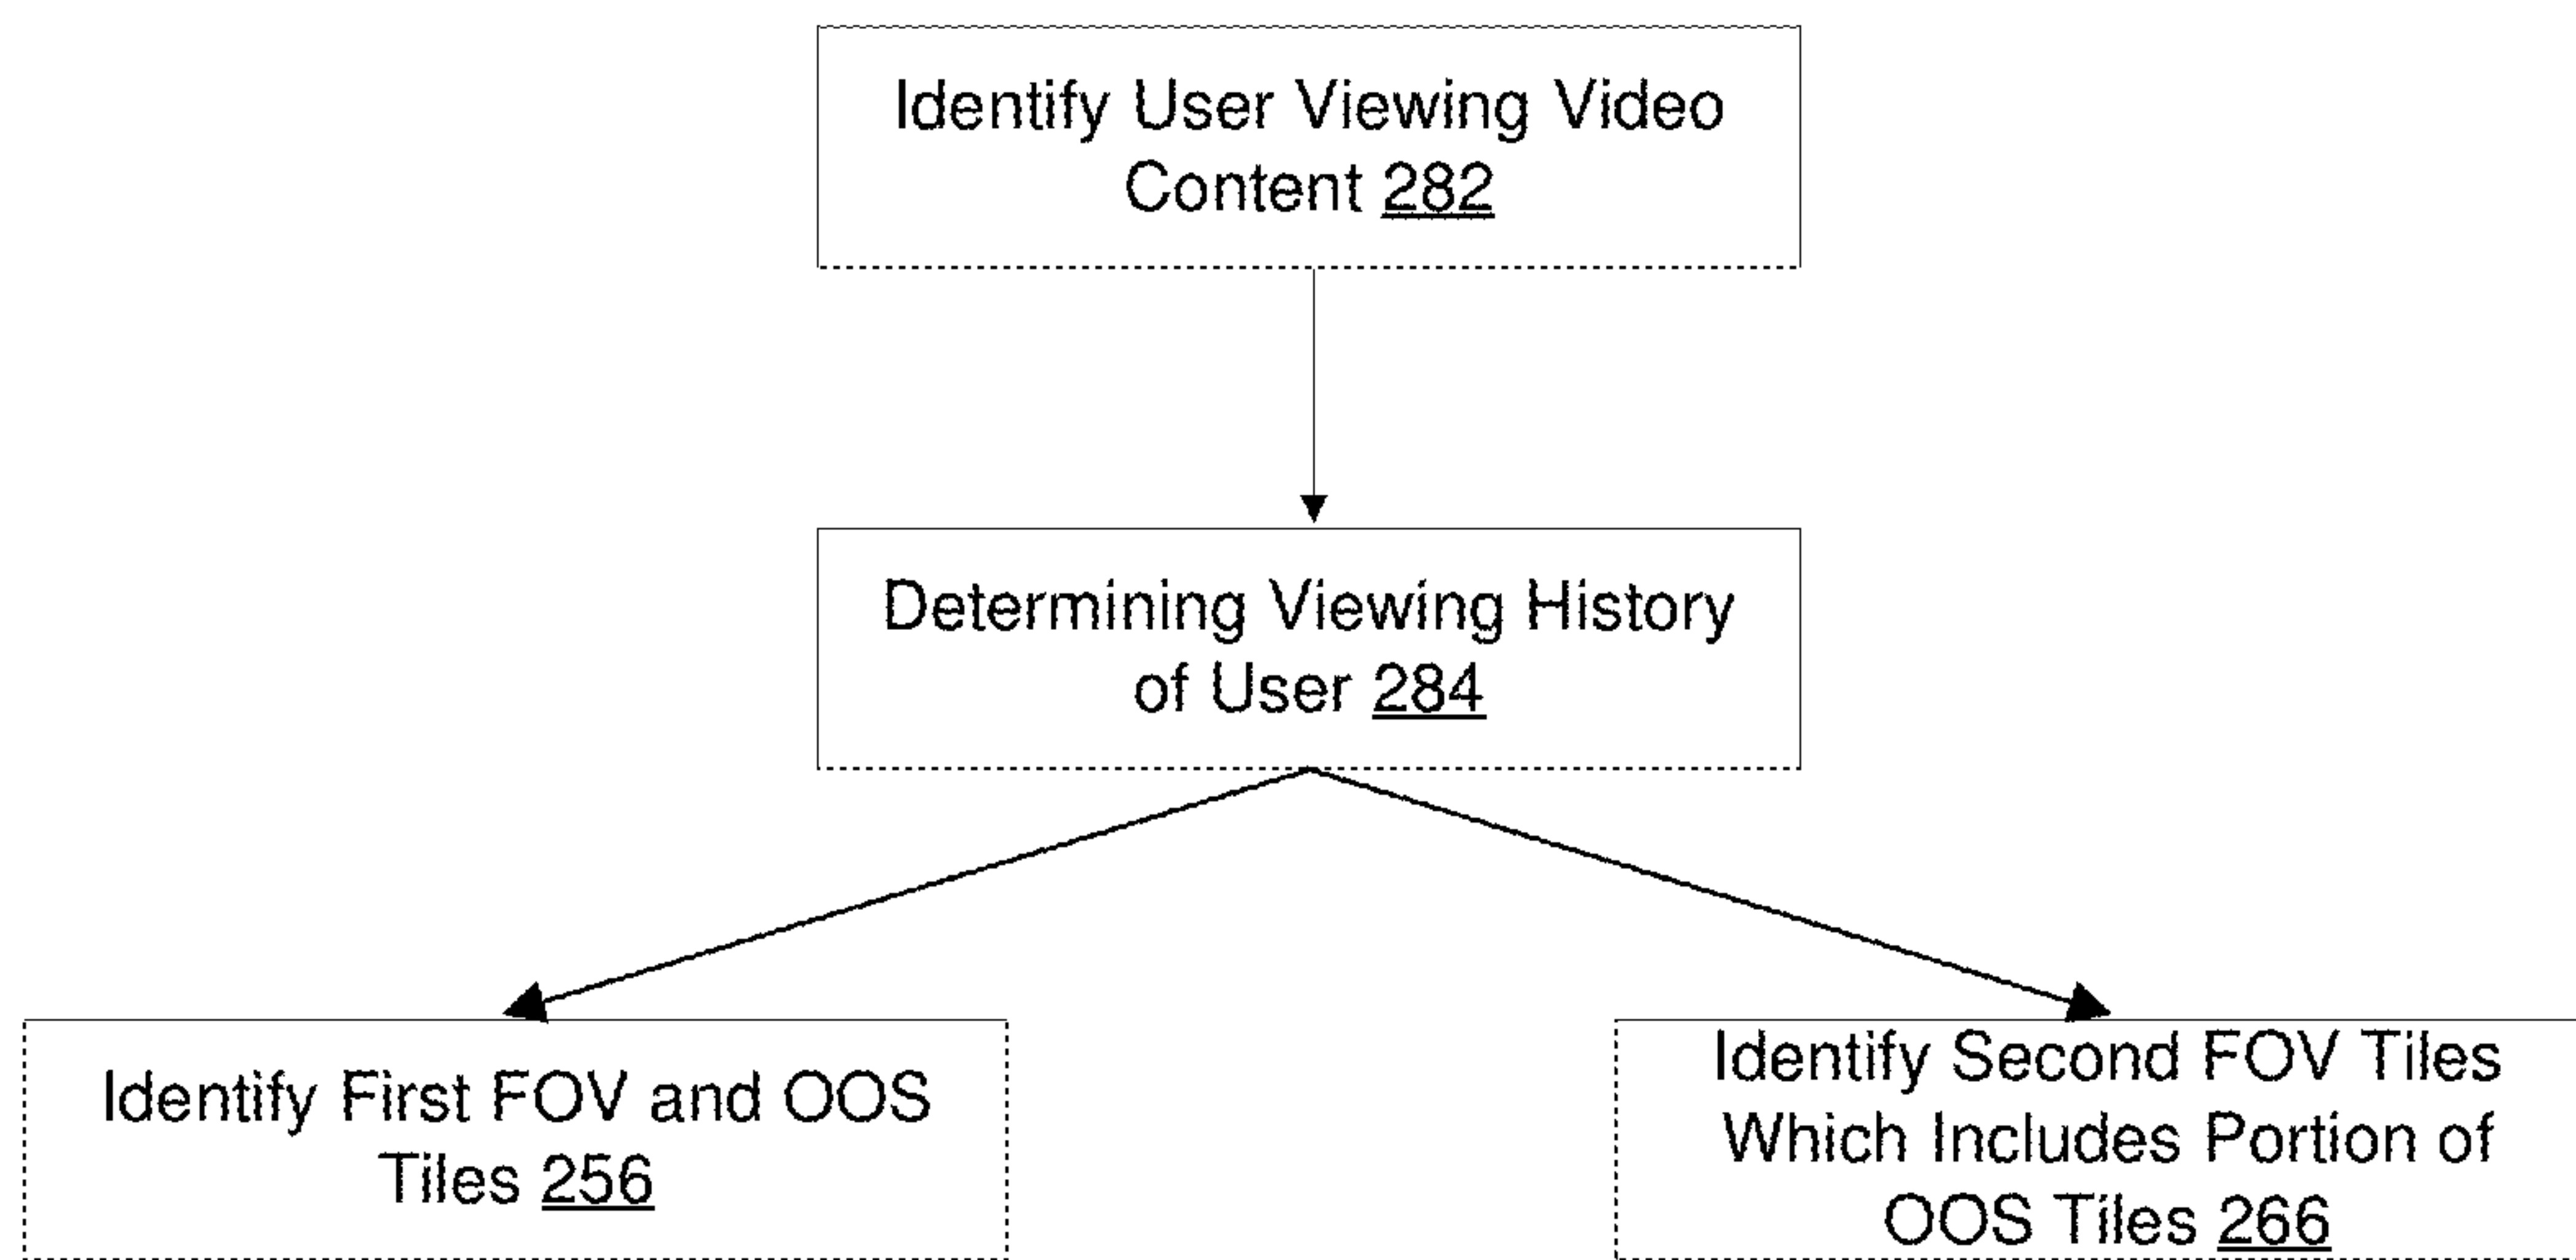 Identify User Viewing Video
Content 282
Determining Viewing History
of User 284
Identify First FOV and OOS
Tiles 256
Identify Second FOV Tiles
Which Includes Portion of
OOS Tiles 266